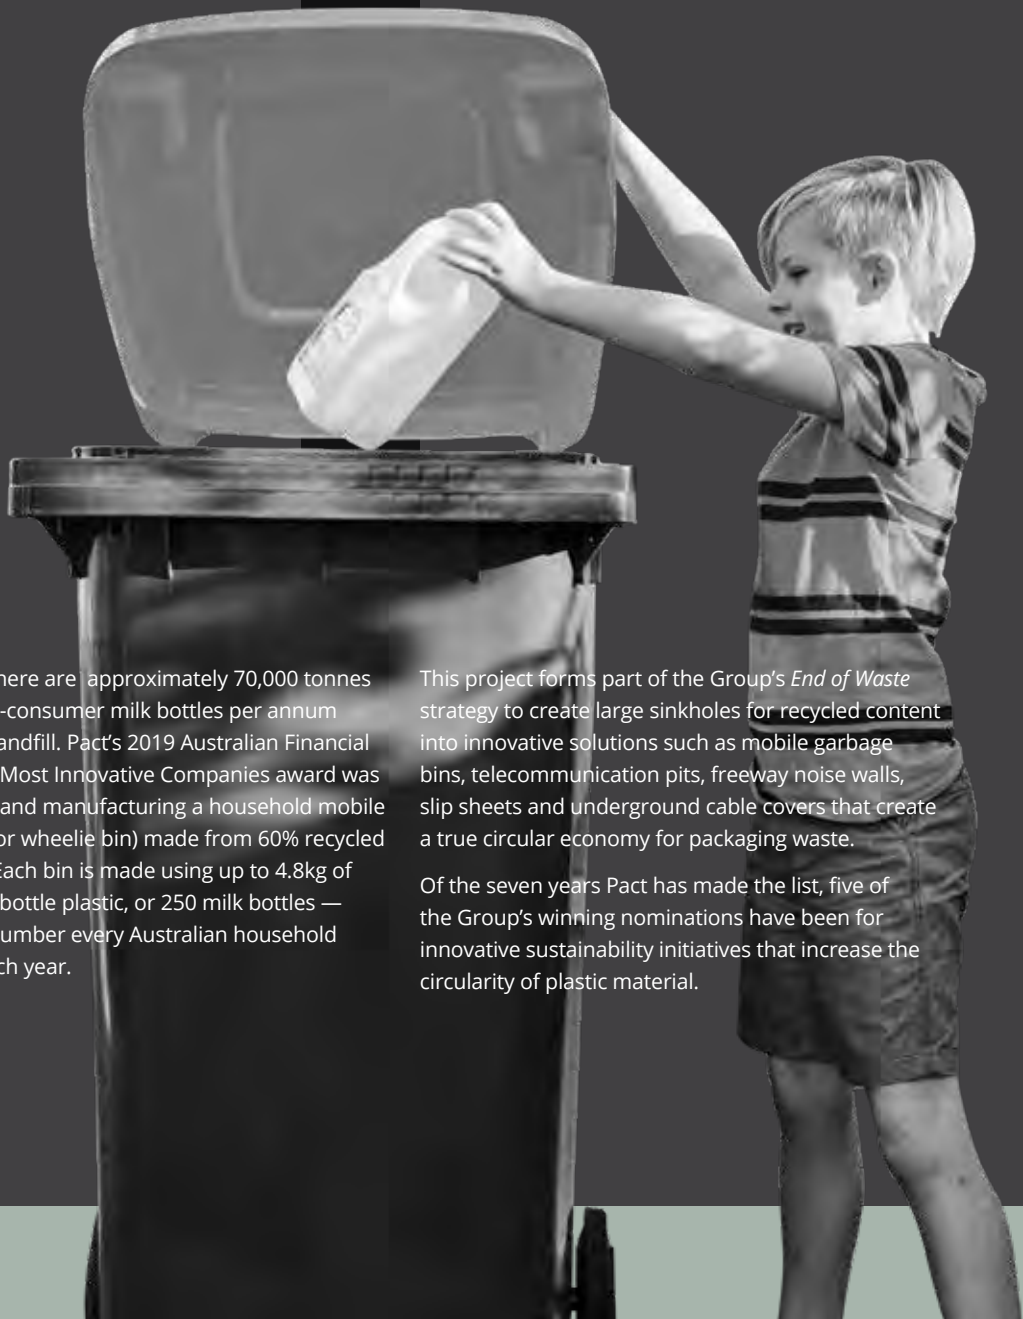 approximately 70,000 tonnes
-consumer milk bottles per annum
Pact's 2019 Australian Financial
Most Innovative Companies award was
and manufacturing a household mobile
or wheelie bin) made from 60% recycled
Each bin is made using up to 4.8kg of
bottle plastic, or 250 milk bottles —
every Australian household
year.
This project forms part of the Group's End of Waste
strategy to create large sinkholes for recycled content
into innovative solutions such as mobile garbage
bins, telecommunication pits, freeway noise walls,
slip sheets and underground cable covers that create
a true circular economy for packaging waste.
Of the seven years Pact has made the list, five of
the Group's winning nominations have been for
innovative sustainability initiatives that increase the
circularity of plastic material.